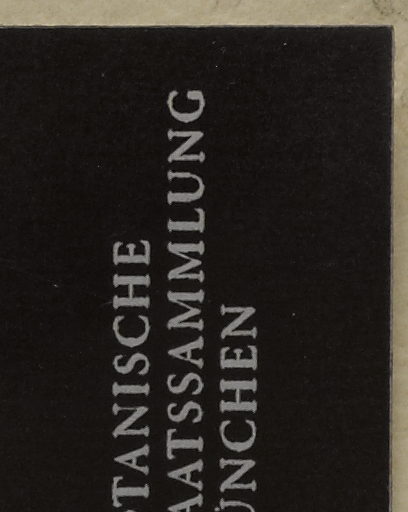 TANISCHE
AATSSAMMLUNG
ÜNCHEN